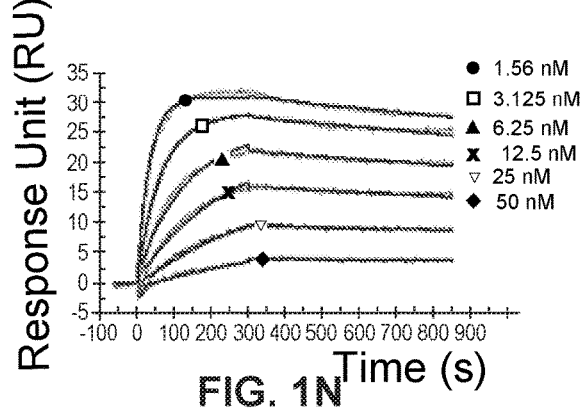 Response Unit (RU)
35
30
25
20
15
10
5
0
-5
-100 0 100 200 300 400 500 600 700 800 900
Time (s)
1.56 nM
3.125 nM
6.25 nM
12.5 nM
25 nM
50 nM
FIG. 1N